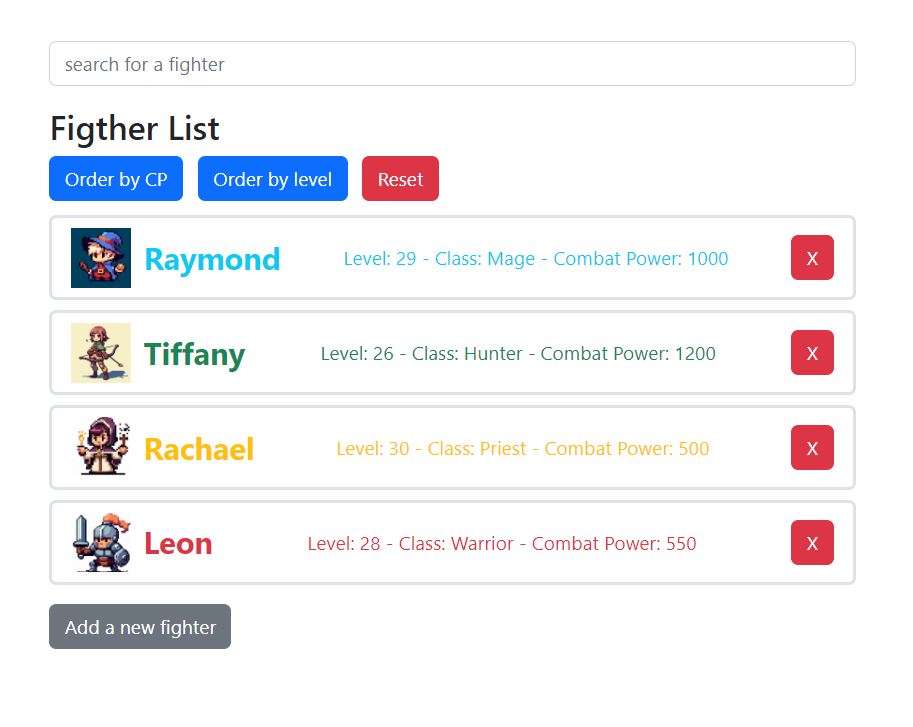 search for a fighter
Figther List
Order by CP Order by level Reset
Raymond Level: 29 - Class: Mage - Combat Power: 1000 X
Tiffany Level: 26 - Class: Hunter - Combat Power: 1200 X
Rachael Level: 30 - Class: Priest - Combat Power: 500 X
Leon Level: 28 - Class: Warrior - Combat Power: 550 X
Add a new fighter